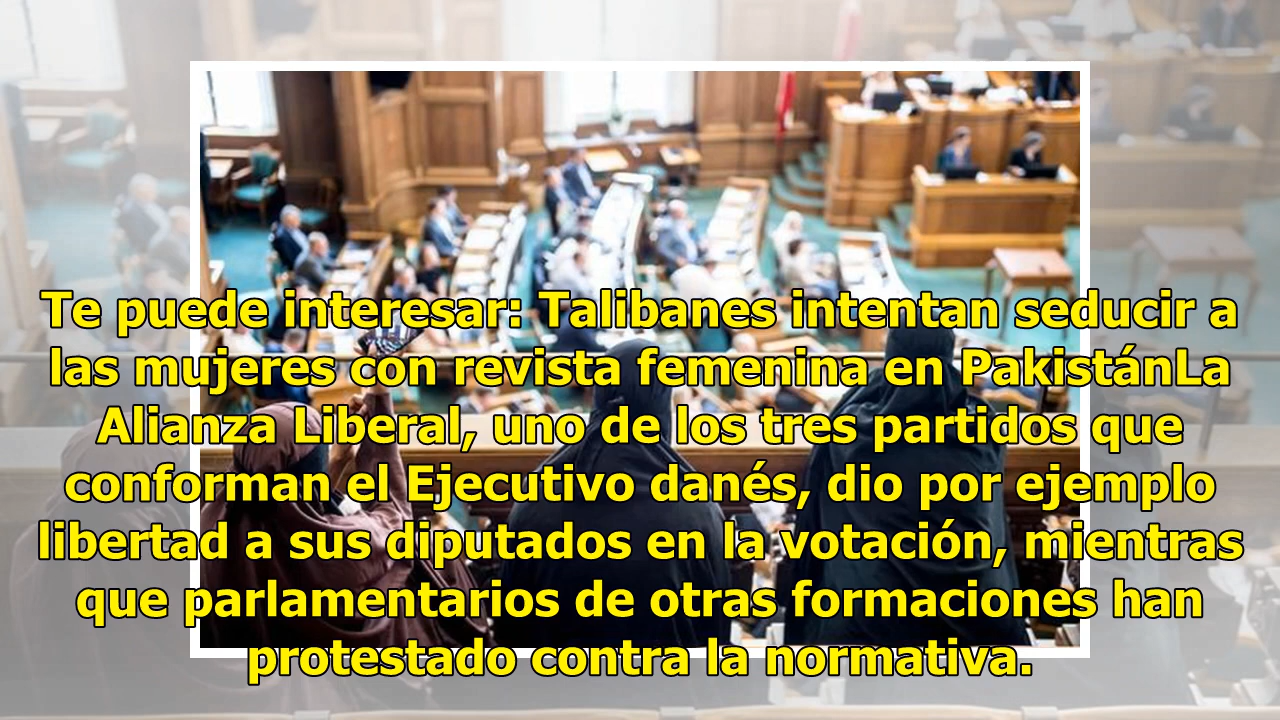 Te puede interesar: Talibanes intentan seducir a
las mujeres con revista femenina en PakistánLa
Alianza Liberal, uno de los tres partidos que
conforman el Ejecutivo danés, dio por ejemplo
libertad a sus diputados en la votación, mientras
que parlamentarios de otras formaciones han
protestado contra la normativa.